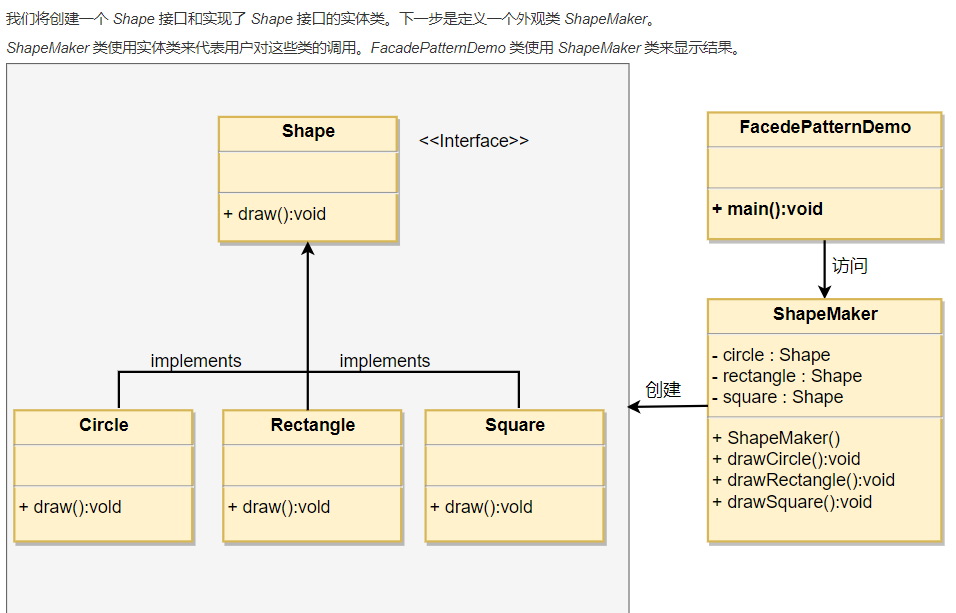 我们将创建一个 Shape 接口和实现了 Shape 接口的实体类。下一步是定义一个外观类 ShapeMaker。
ShapeMaker 类使用实体类来代表用户对这些类的调用。FacadePatternDemo 类使用 ShapeMaker 类来显示结果。
Shape
<<Interface>>
+ draw():void
implements
implements
Circle
+ draw():vold
Rectangle
+ draw():vold
Square
+ draw():vold
FacedePatternDemo
+ main():void
访问
ShapeMaker
- circle : Shape
- rectangle : Shape
- square : Shape
+ ShapeMaker()
+ drawCircle():void
+ drawRectangle():void
+ drawSquare():void
创建